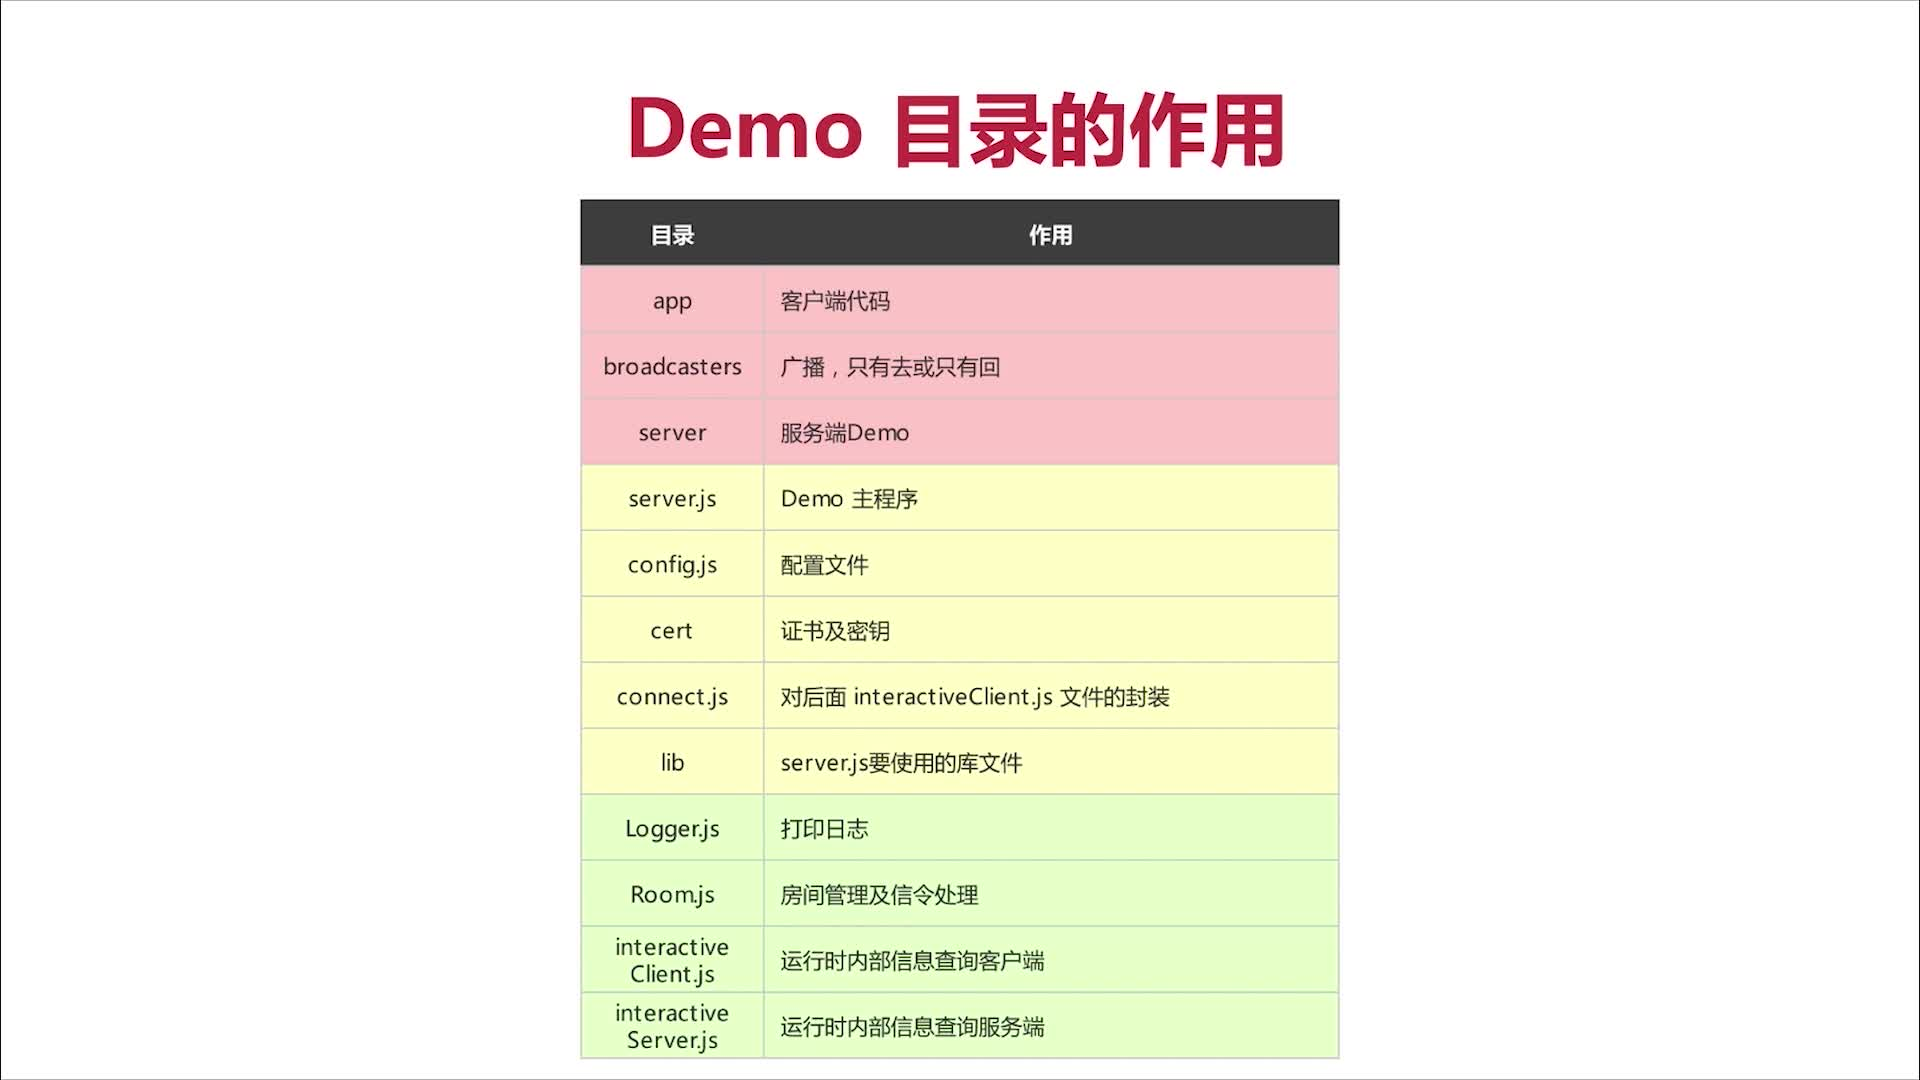 Demo 目录的作用
目录 作用
app 客户端代码
broadcasters 广播，只有去或只有回
server 服务端Demo
server.js Demo 主程序
config.js 配置文件
cert 证书及密钥
connect.js 对后面 interactiveClient.js 文件的封装
lib server.js要使用的库文件
Logger.js 打印日志
Room.js 房间管理及信令处理
interactive
Client.js 运行时内部信息查询客户端
interactive
Server.js 运行时内部信息查询服务端